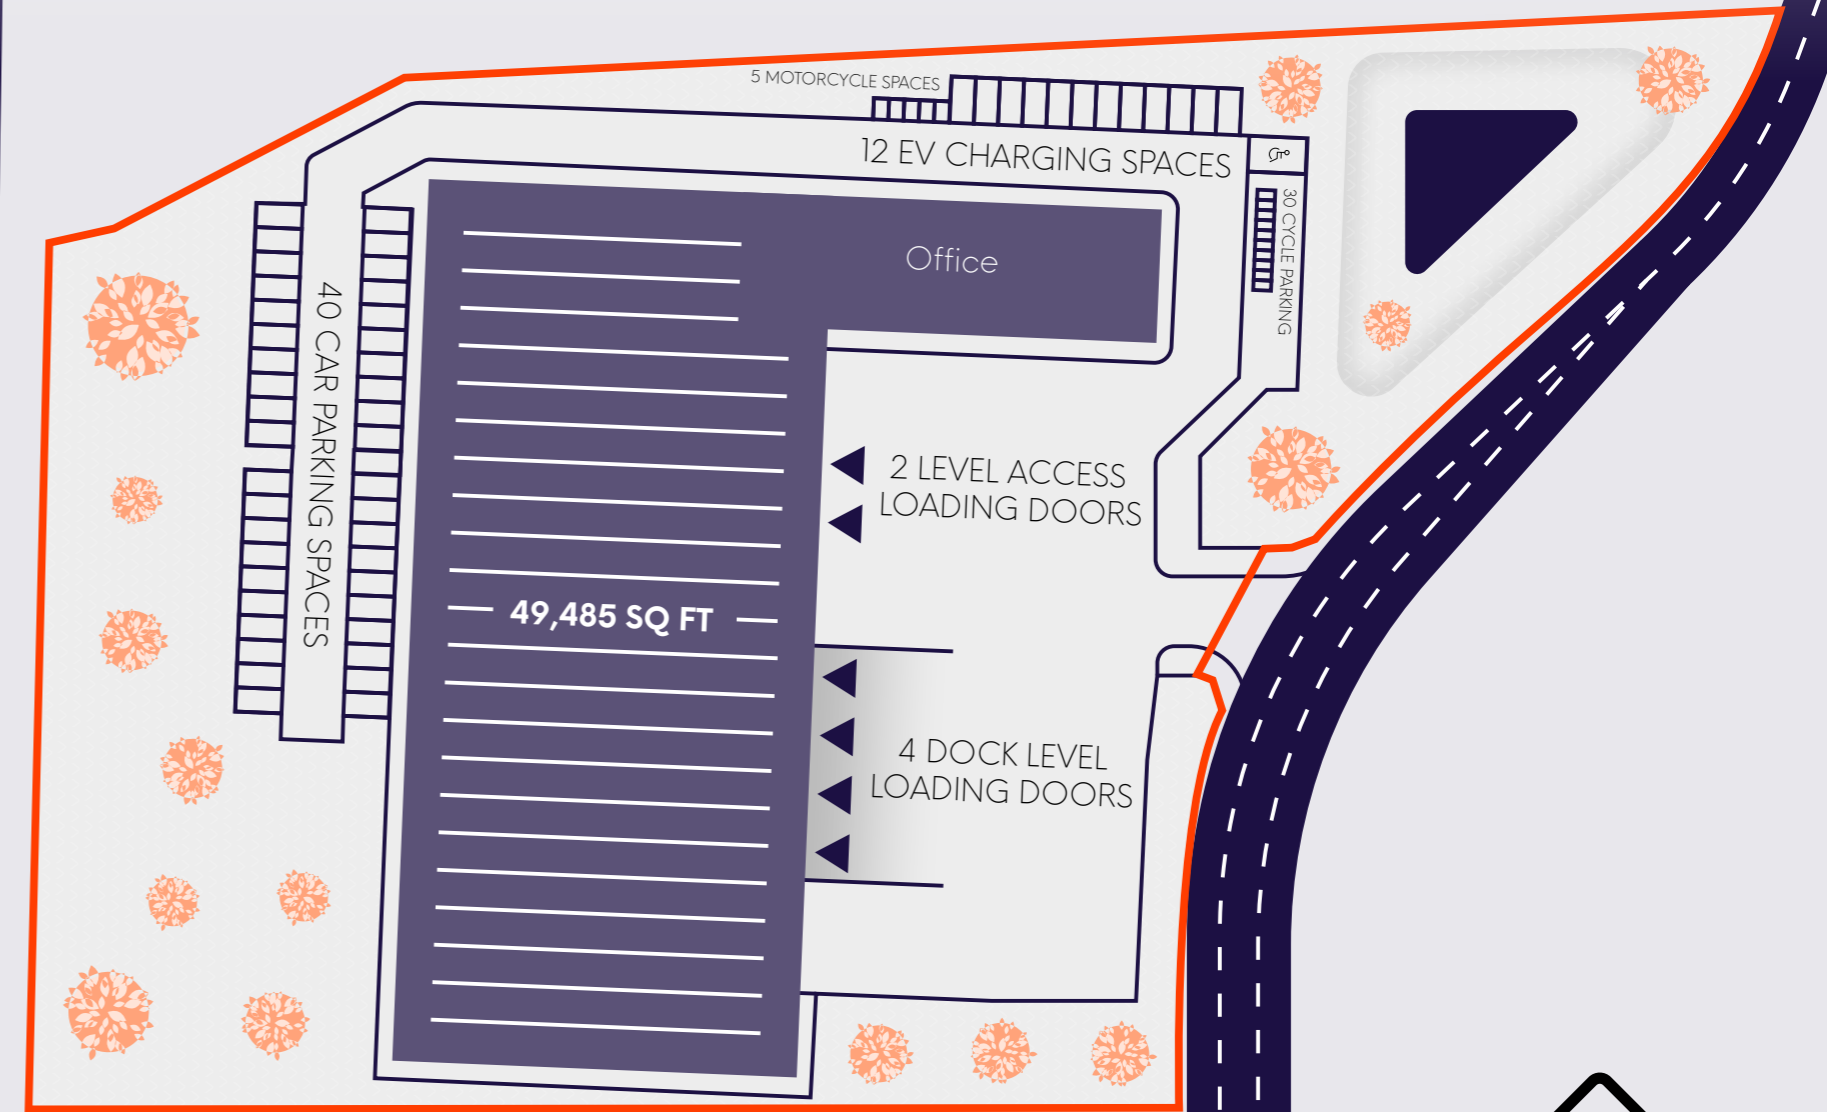 5 MOTORCYCLE SPACES
12 EV CHARGING SPACES
30 CYCLE PARKING
Office
40 CAR PARKING SPACES
2 LEVEL ACCESS
LOADING DOORS
49,485 SQ FT
4 DOCK LEVEL
LOADING DOORS